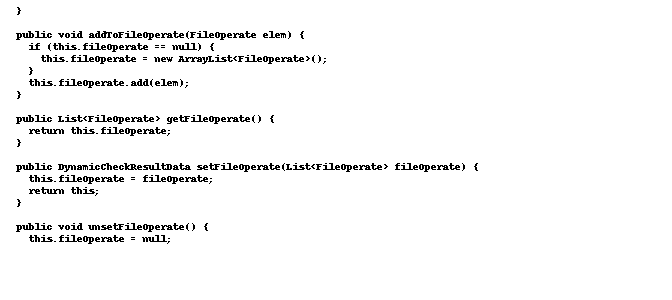 }
public void addToFileOperate(FileOperate elem) {
if (this.fileOperate == null) {
this.fileOperate = new ArrayList<FileOperate>();
}
this.fileOperate.add(elem);
}
public List<FileOperate> getFileOperate() {
return this.fileOperate;
}
public DynamicCheckResultData setFileOperate(List<FileOperate> fileOperate) {
this.fileOperate = fileOperate;
return this;
}
public void unsetFileOperate() {
this.fileOperate = null;